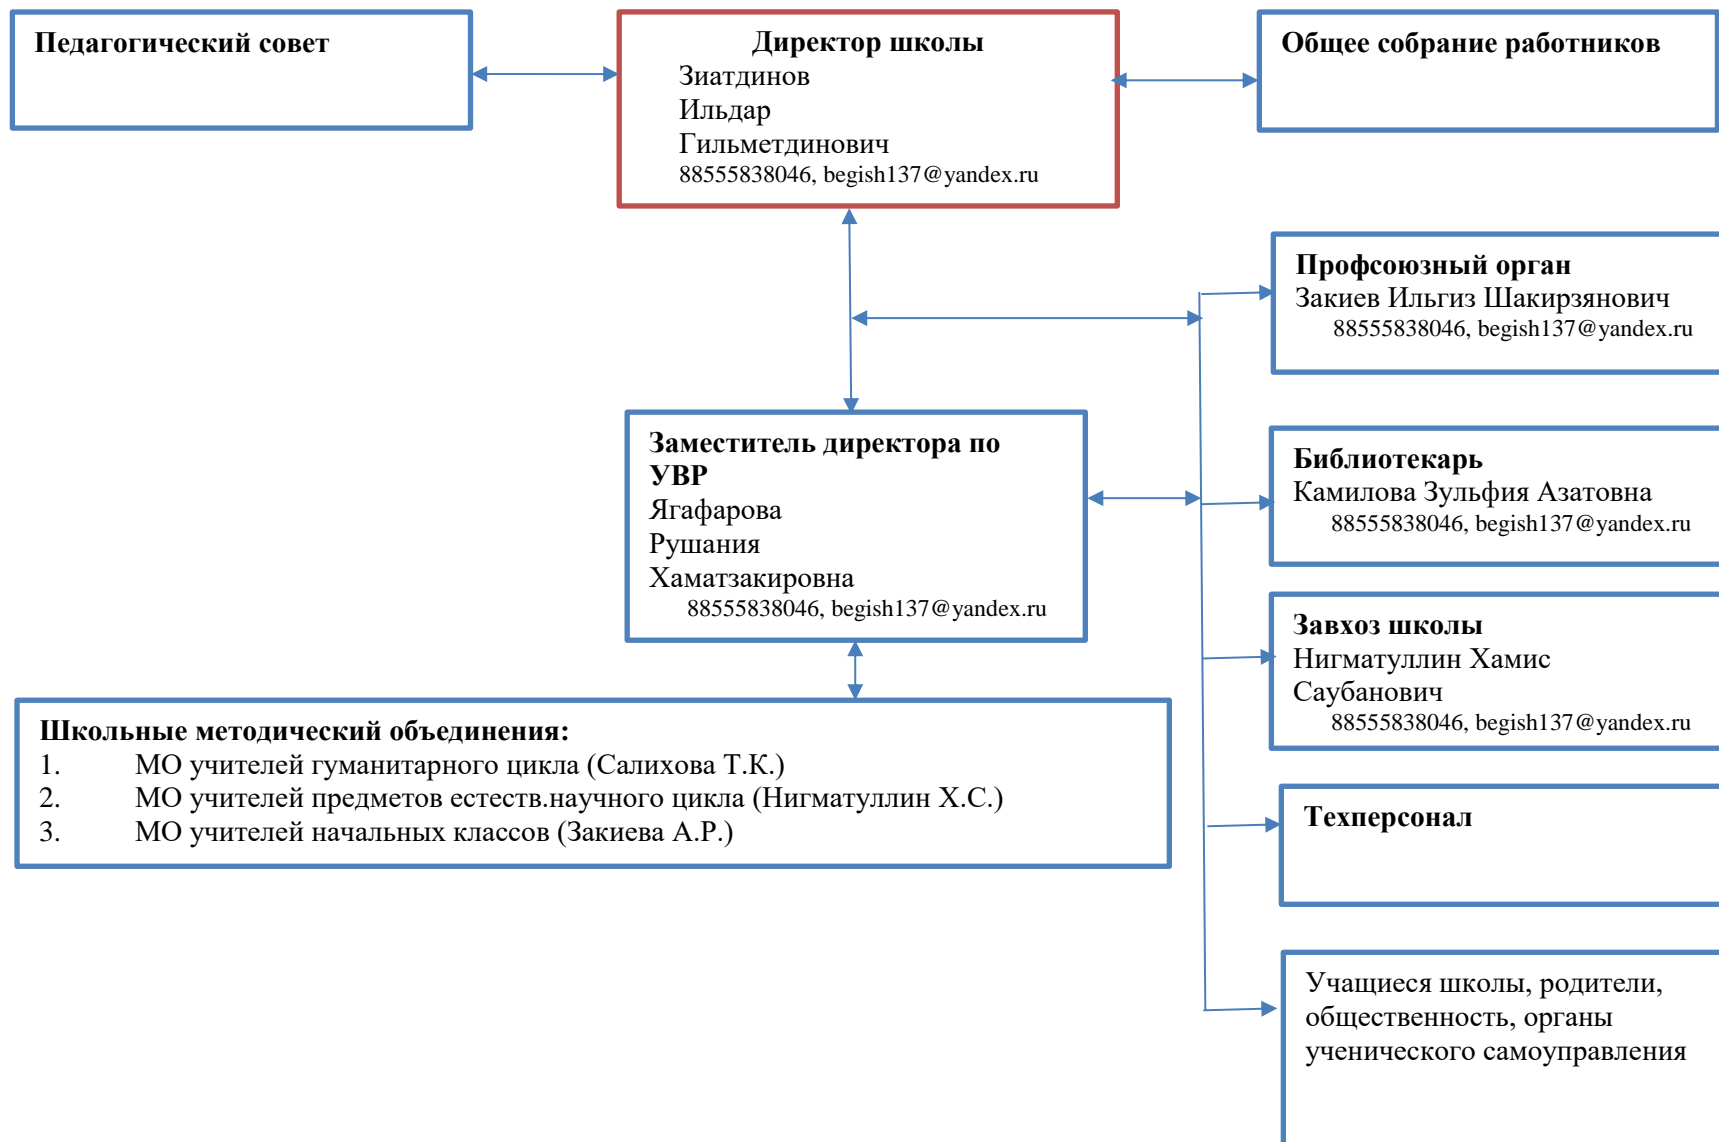 Педагогический совет
Директор школы
Зиатдинов
Ильдар
Гильметдинович
88555838046, begish137@yandex.ru
Общее собрание работников
Профсоюзный орган
Закиев Ильгиз Шакирзянович
88555838046, begish137@yandex.ru
Заместитель директора по
УВР
Ягафарова
Рушания
Хаматзакировна
88555838046, begish137@yandex.ru
Библиотекарь
Камилова Зульфия Азатовна
88555838046, begish137@yandex.ru
Завхоз школы
Нигматуллин Хамис
Саубанович
88555838046, begish137@yandex.ru
Школьные методический объединения:
1. МО учителей гуманитарного цикла (Салихова Т.К.)
2. МО учителей предметов естеств.научного цикла (Нигматуллин Х.С.)
3. МО учителей начальных классов (Закиева А.Р.)
Техперсонал
Учащиеся школы, родители,
общественность, органы
ученического самоуправления